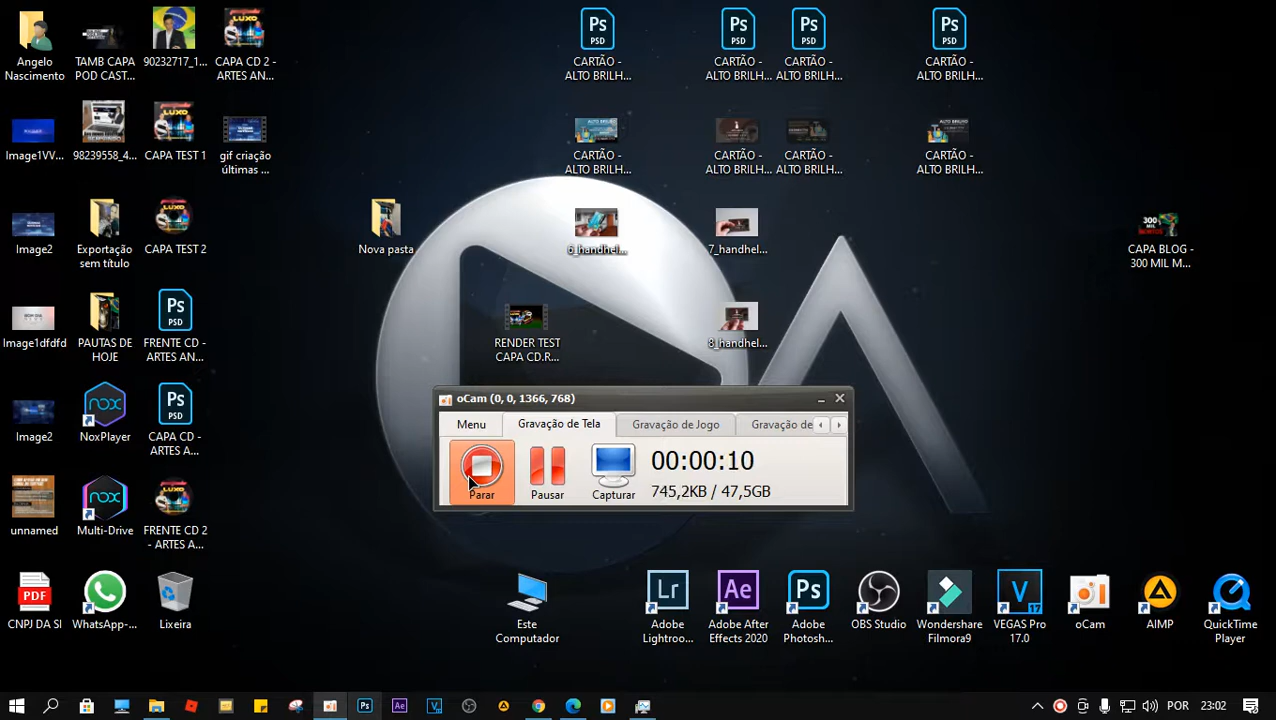 Angelo
Nascimento
TAMB CAPA
POD CAST...
90232717_1...
CAPA CD 2 -
ARTES AN...
Ps
PSD
CARTÃO -
ALTO BRILH...
Ps
PSD
CARTÃO -
ALTO BRILH...
Ps
PSD
CARTÃO -
ALTO BRILH...
Ps
PSD
CARTÃO -
ALTO BRILH...
Image1VV...
98239558_4...
CAPA TEST 1
gif criação
últimas ...
CARTÃO -
ALTO BRILH...
CARTÃO -
ALTO BRILH...
CARTÃO -
ALTO BRILH...
CARTÃO -
ALTO BRILH...
Image2
Exportação
sem título
CAPA TEST 2
Nova pasta
6_handhel...
7_handhel...
300
MIL
CAPA BLOG -
300 MIL M...
Image1dfdfd
PAUTAS DE
HOJE
Ps
PSD
FRENTE CD -
ARTES AN...
RENDER TEST
CAPA CD.R...
8_handhel...
Image2
nox
NoxPlayer
Ps
PSD
CAPA CD -
ARTES A...
oCam (0, 0, 1366, 768)
Menu
Gravação de Tela
Gravação de Jogo
Gravação de
Parar
Pausar
Capturar
00:00:10
745,2KB / 47,5GB
unnamed
nox
Multi-Drive
FRENTE CD 2
- ARTES A...
PDF
CNPJ DA SI
WhatsApp-...
Lixeira
Este
Computador
Lr
Adobe
Lightroo...
Ae
Adobe After
Effects 2020
Ps
Adobe
Photosh...
OBS Studio
Wondershare
Filmora9
V
17
VEGAS Pro
17.0
oCam
AIMP
QuickTime
Player
Ps
Ae
V
POR
23:02